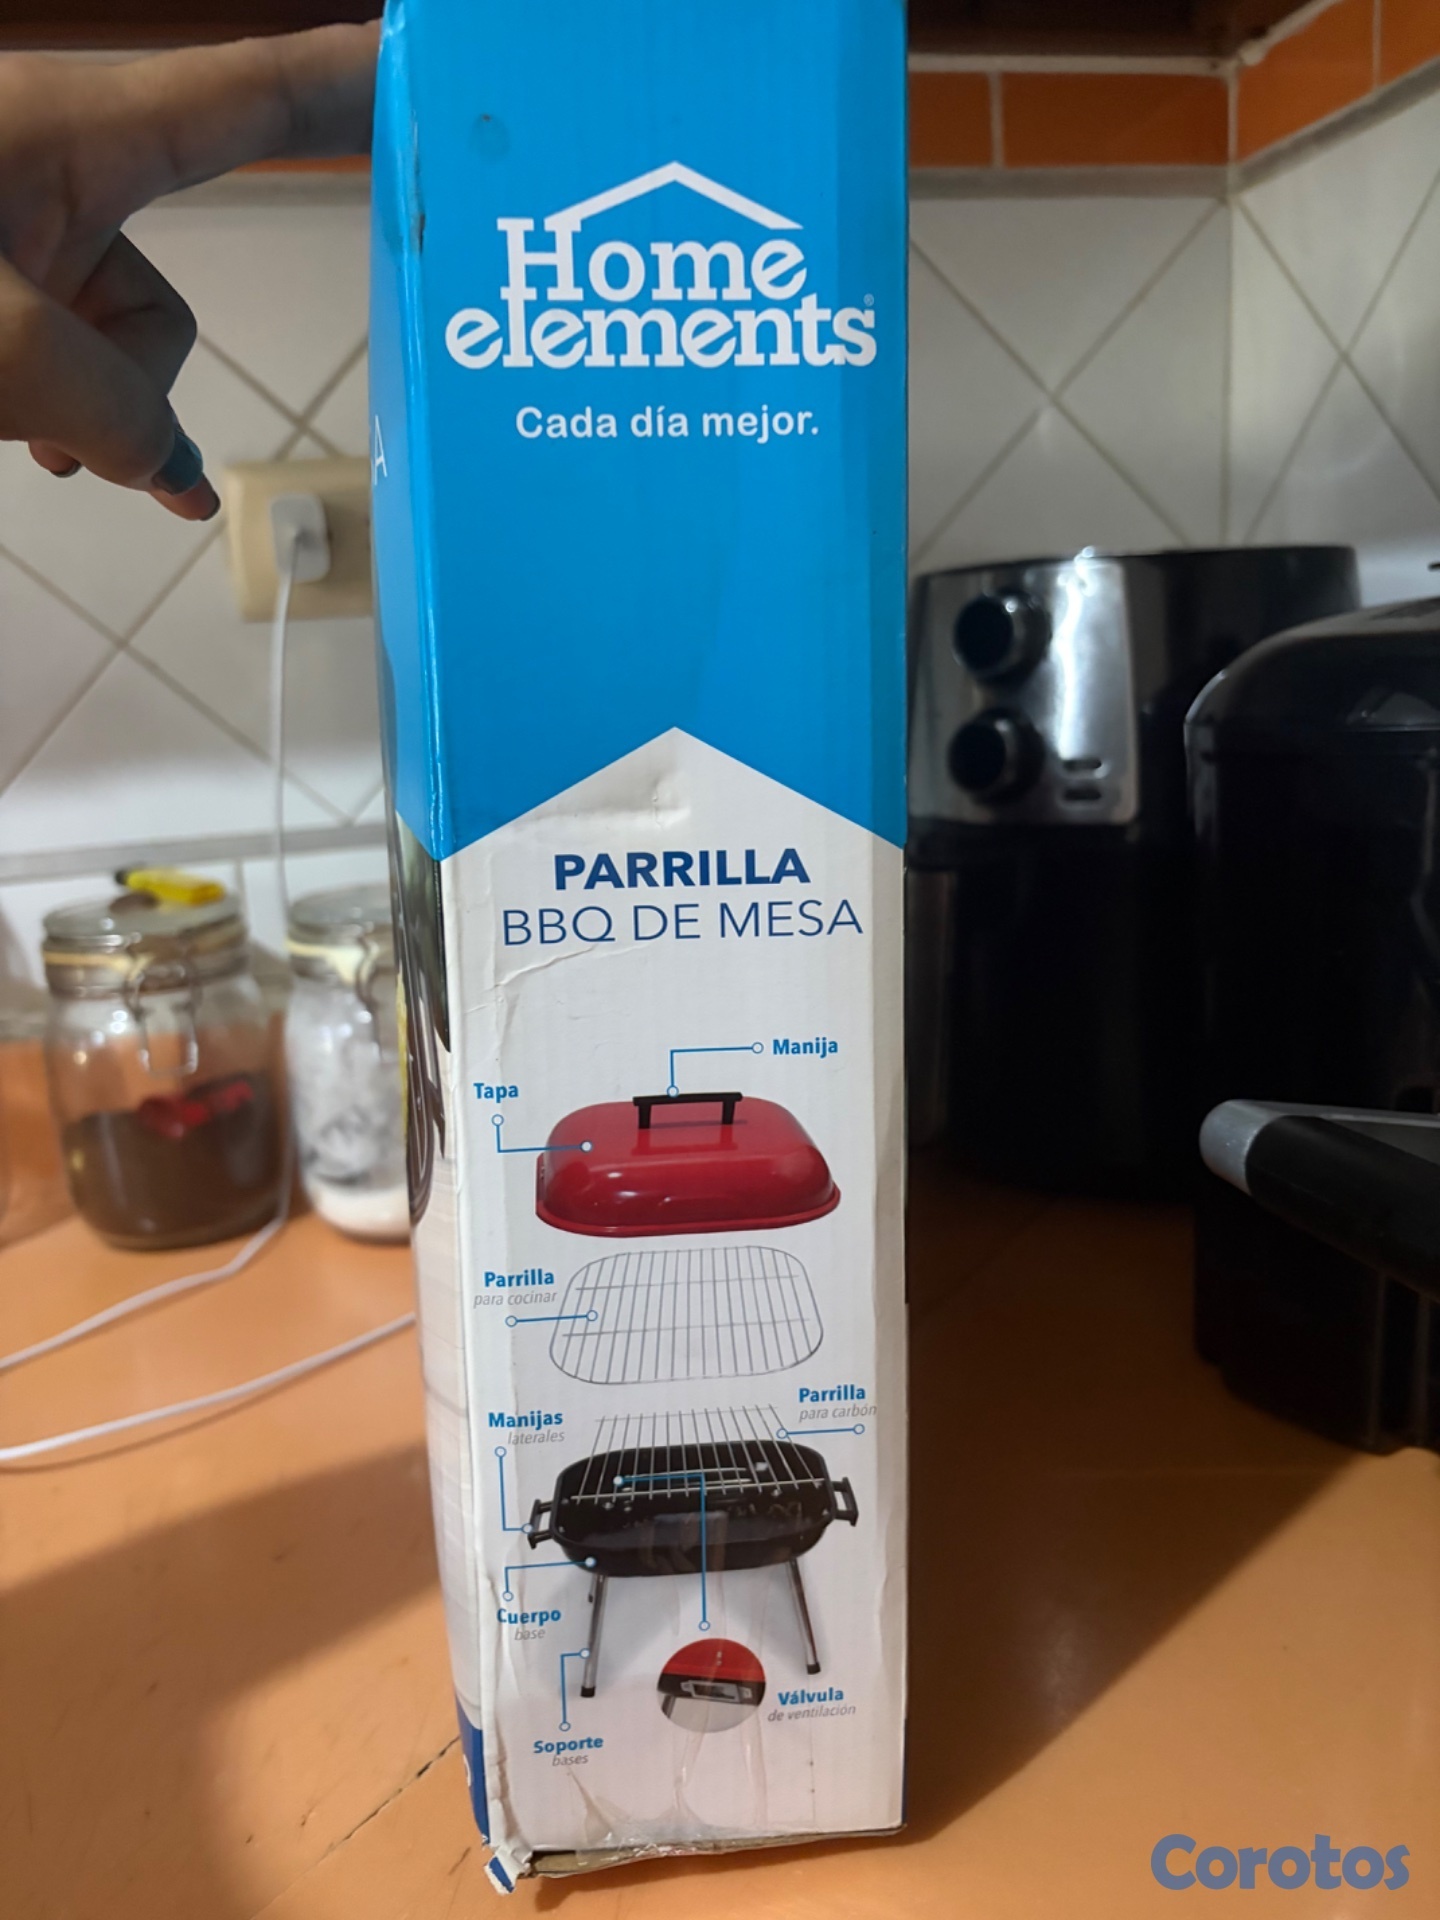 Home
elements®
Cada día mejor.
A
PARRILLA
BBQ DE MESA
Manija
Tapa
Parrilla
para cocinar
Parrilla
para carbón
Manijas
laterales
Cuerpo
base
Válvula
de ventilación
Soporte
bases
Corotos